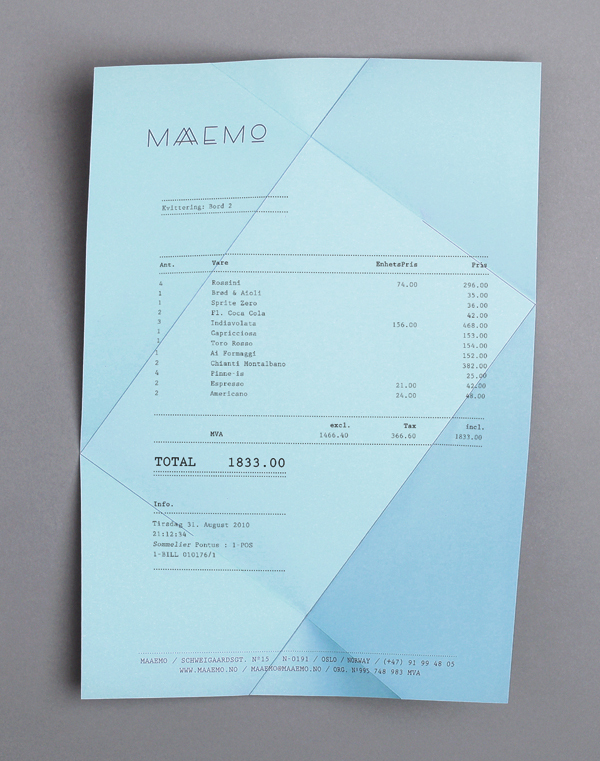 MAAEMO
Kvittering: Bord 2
Ant. Vare EnhetsPris Pris
4 Rossini 74.00 296.00
1 Brød & Aioli 35.00
1 Sprite Zero 36.00
2 Fl. Coca Cola 42.00
3 Indiavolata 156.00 468.00
1 Capricciosa 153.00
1 Toro Rosso 154.00
1 Ai Formaggi 152.00
2 Chianti Montalbano 382.00
4 Pinne-is 25.00
2 Espresso 21.00 42.00
2 Americano 24.00 48.00
excl. Tax incl.
MVA 1466.40 366.60 1833.00
TOTAL 1833.00
Info.
Tirsdag 31. August 2010
21:12:34
Sommelier Pontus : 1-POS
1-BILL 010176/1
MAAEMO / SCHWEIGAARDSGT. Nº15 / N-0191 / OSLO / NORWAY / (+47) 91 99 48 05
WWW.MAAEMO.NO / MAAEMO@MAAEMO.NO / ORG. Nº995 748 983 MVA